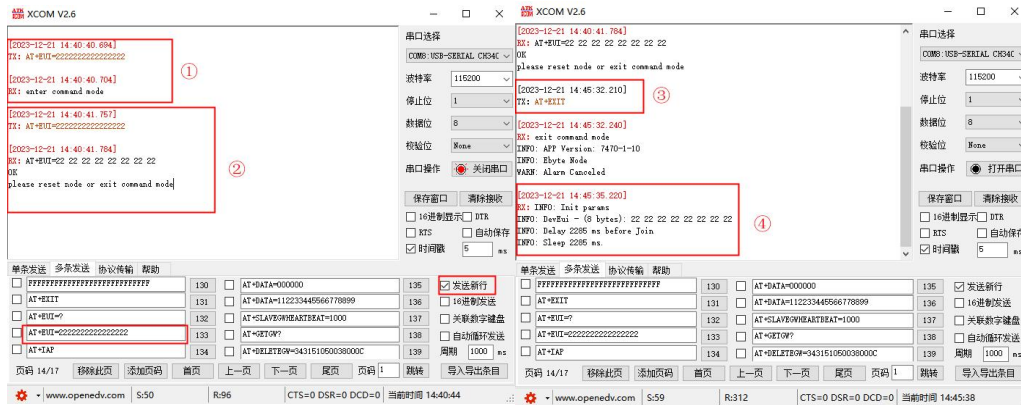 XCOM V2.6
[2023-12-21 14:40:40.694]
TX: AT+EUI=2222222222222222
[2023-12-21 14:40:40.704]
RX: enter command mode
①
[2023-12-21 14:40:41.757]
TX: AT+EUI=2222222222222222
[2023-12-21 14:40:41.784]
RX: AT+EUI=22 22 22 22 22 22 22 22
OK
please reset node or exit command mode
②
串口选择
COM8:USB-SERIAL CH340
波特率 115200
停止位 1
数据位 8
校验位 None
串口操作 关闭串口
保存窗口 清除接收
16进制显示 DTR
RTS 自动保存
时间戳 5 ms
单条发送 多条发送 协议传输 帮助
FFFFFFFFFFFFFFFFFFFFFFFFFF 130 AT+DATA=000000 135 发送新行
AT+EXIT 131 AT+DATA=112233445566778899 136 16进制发送
AT+EUI=? 132 AT+SLAVEGWHEARTBEAT=1000 137 关联数字键盘
AT+EUI=2222222222222222 133 AT+GETGW? 138 自动循环发送
AT+IAP 134 AT+DELETEGW=343151050038000C 139 周期 1000 ms
页码 14/17 移除此页 添加页码 首页 上一页 下一页 尾页 页码 1 跳转 导入导出条目
www.openedv.com S:50 R:96 CTS=0 DSR=0 DCD=0 当前时间 14:40:44
XCOM V2.6
[2023-12-21 14:40:41.784]
RX: AT+EUI=22 22 22 22 22 22 22 22
OK
please reset node or exit command mode
[2023-12-21 14:45:32.210]
TX: AT+EXIT
③
[2023-12-21 14:45:32.240]
RX: exit command mode
INFO: APP Version: 7470-1-10
INFO: Ebyte Node
WARN: Alarm Canceled
[2023-12-21 14:45:35.220]
RX: INFO: Init params
INFO: DevEui - (8 bytes): 22 22 22 22 22 22 22 22
INFO: Delay 2285 ms before Join
INFO: Sleep 2285 ms.
④
串口选择
COM8:USB-SERIAL CH340
波特率 115200
停止位 1
数据位 8
校验位 None
串口操作 打开串口
保存窗口 清除接收
16进制显示 DTR
RTS 自动保存
时间戳 5 ms
单条发送 多条发送 协议传输 帮助
FFFFFFFFFFFFFFFFFFFFFFFFFF 130 AT+DATA=000000 135 发送新行
AT+EXIT 131 AT+DATA=112233445566778899 136 16进制发送
AT+EUI=? 132 AT+SLAVEGWHEARTBEAT=1000 137 关联数字键盘
AT+EUI=2222222222222222 133 AT+GETGW? 138 自动循环发送
AT+IAP 134 AT+DELETEGW=343151050038000C 139 周期 1000 ms
页码 14/17 移除此页 添加页码 首页 上一页 下一页 尾页 页码 1 跳转 导入导出条目
www.openedv.com S:59 R:312 CTS=0 DSR=0 DCD=0 当前时间 14:45:38